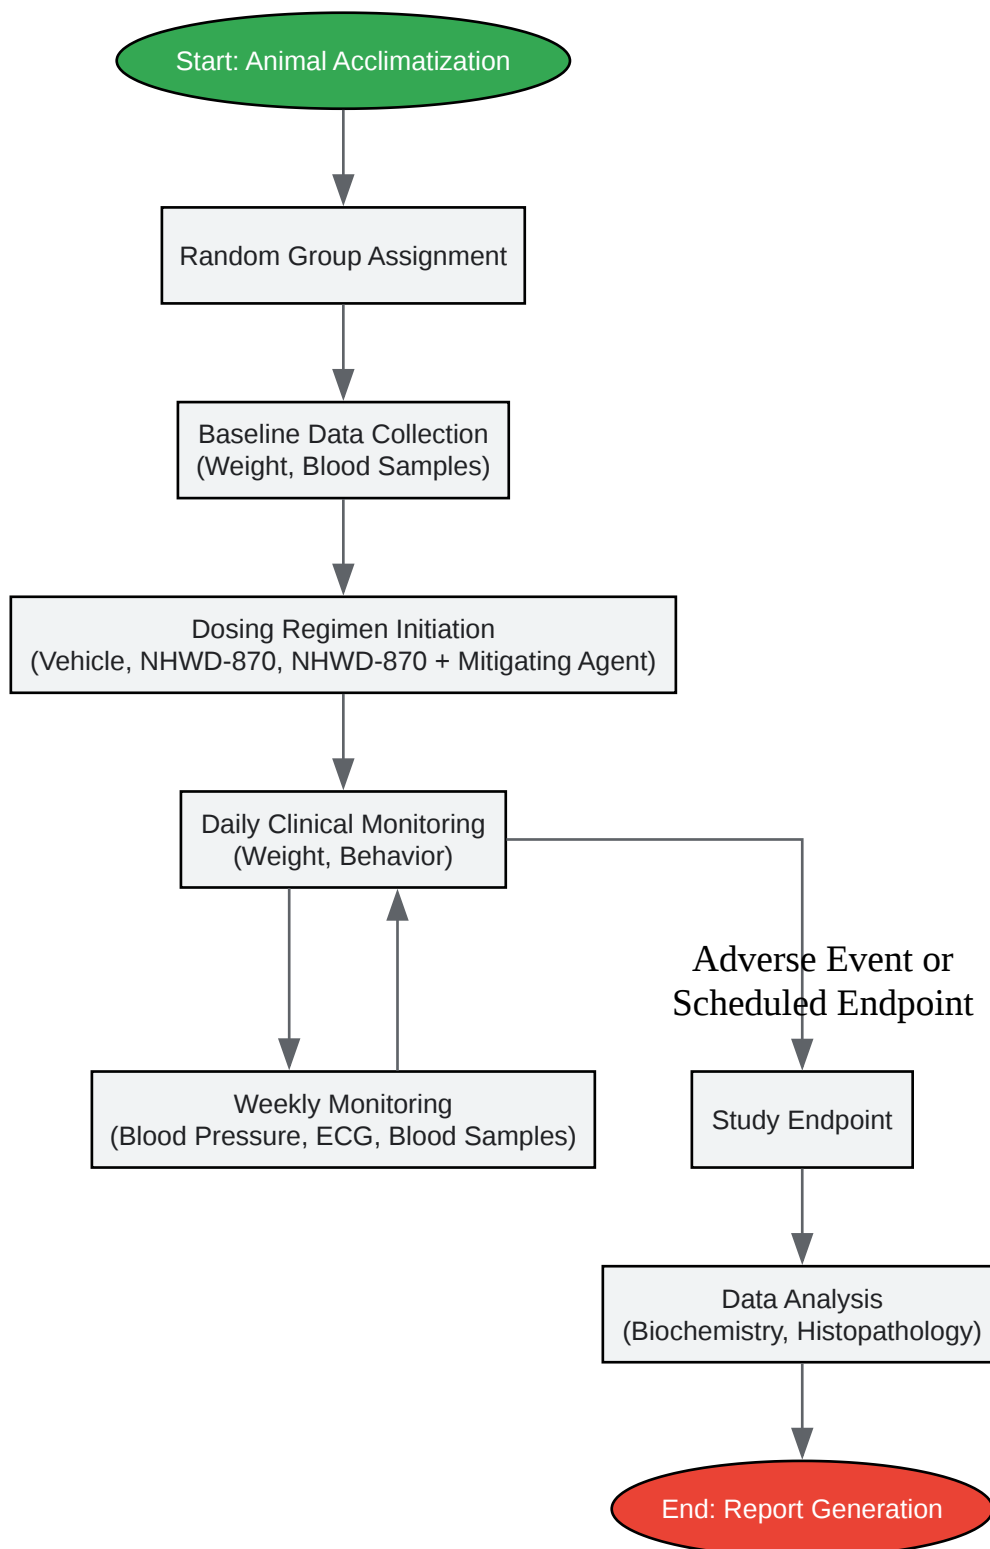 Start: Animal Acclimatization
Random Group Assignment
Baseline Data Collection
(Weight, Blood Samples)
Dosing Regimen Initiation
(Vehicle, NHWD-870, NHWD-870 + Mitigating Agent)
Daily Clinical Monitoring
(Weight, Behavior)
Adverse Event or
Scheduled Endpoint
Weekly Monitoring
(Blood Pressure, ECG, Blood Samples)
Study Endpoint
Data Analysis
(Biochemistry, Histopathology)
End: Report Generation